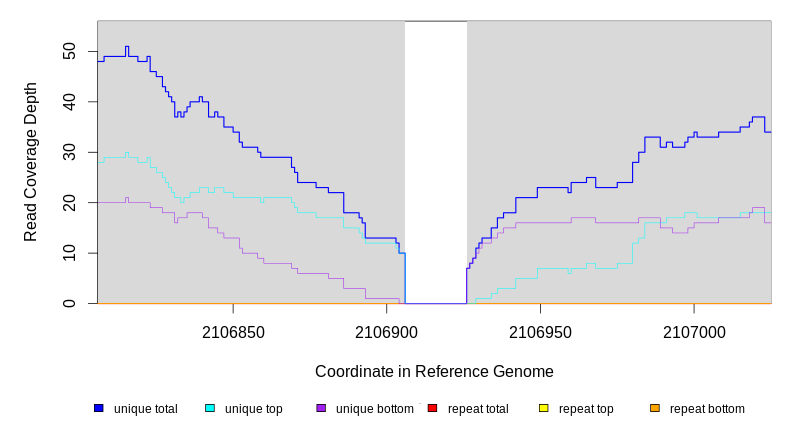 50
40
30
20
10
0
Read Coverage Depth
2106850 2106900 2106950 2107000
Coordinate in Reference Genome
unique total unique top unique bottom repeat total repeat top repeat bottom